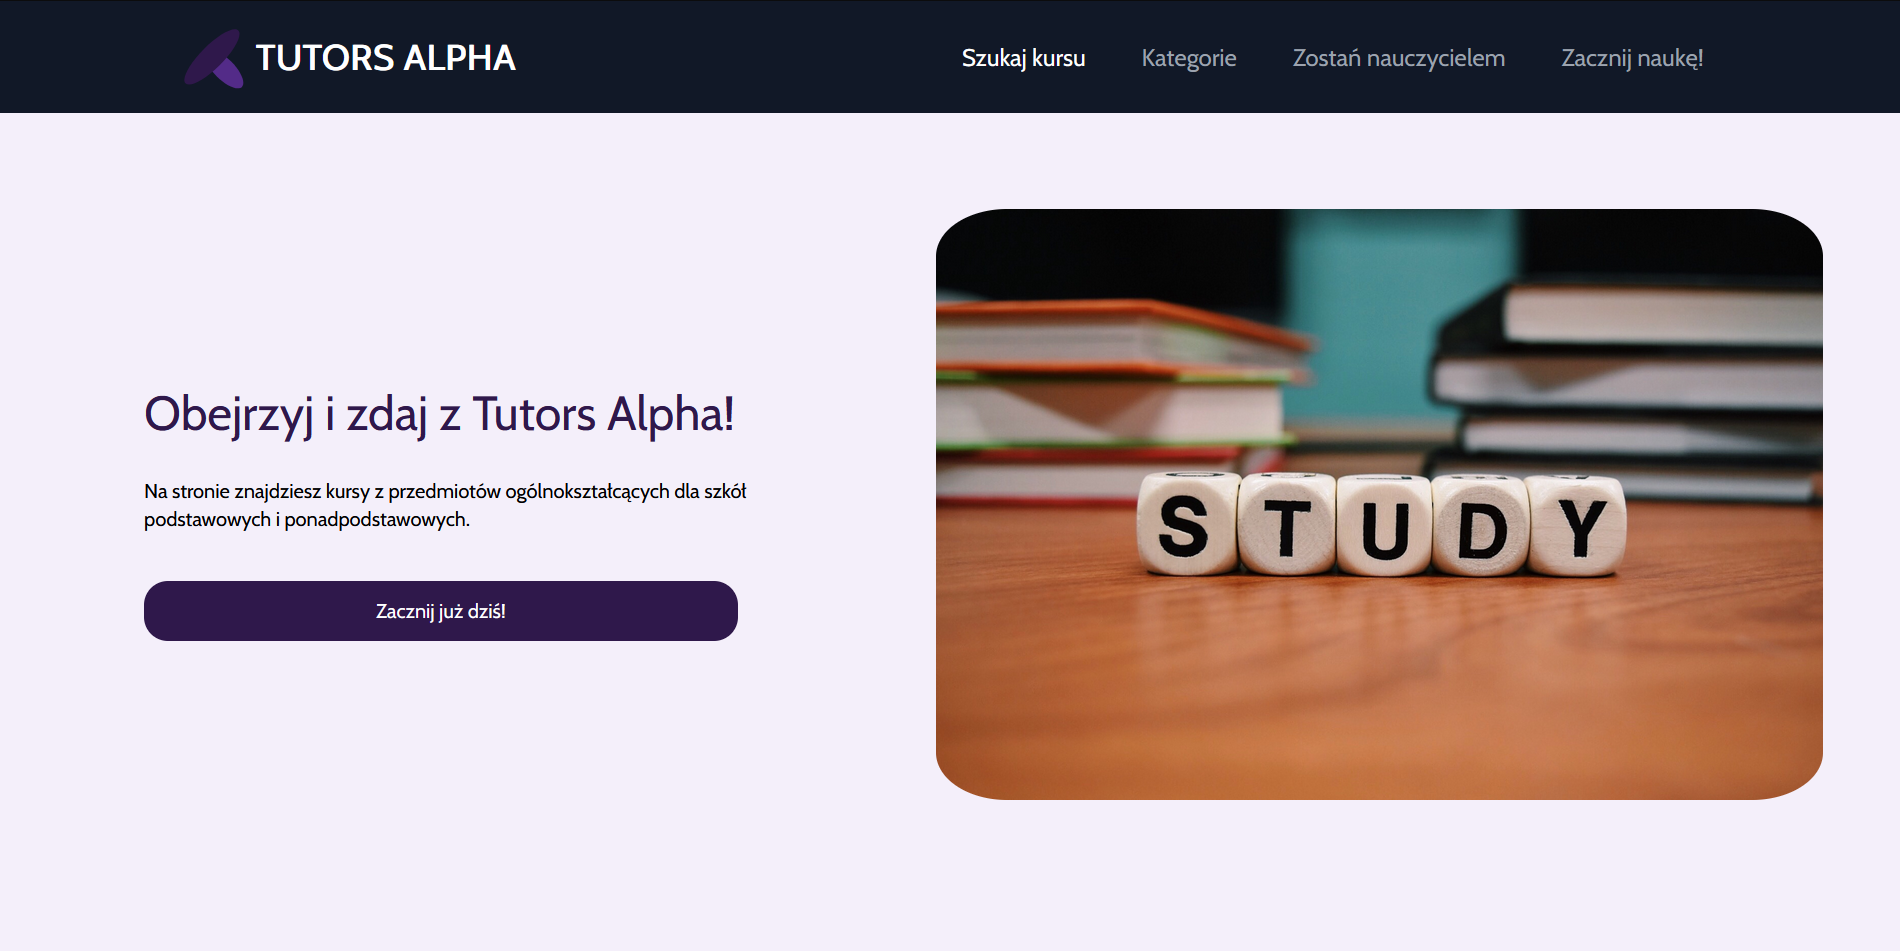 TUTORS ALPHA
Szukaj kursu
Kategorie
Zostań nauczycielem
Zacznij naukę!
Obejrzyj i zdaj z Tutors Alpha!
Na stronie znajdziesz kursy z przedmiotów ogólnokształcących dla szkół
podstawowych i ponadpodstawowych.
Zacznij już dziś!
STUDY